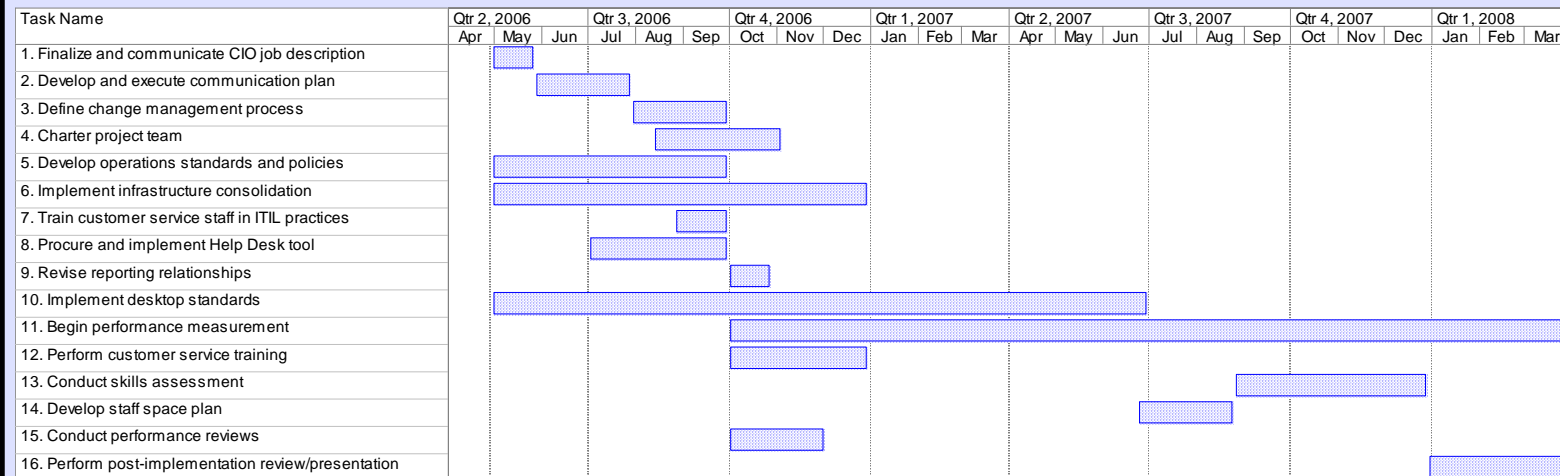 Task Name Qtr 2, 2006 Qtr 3, 2006 Qtr 4, 2006 Qtr 1, 2007 Qtr 2, 2007 Qtr 3, 2007 Qtr 4, 2007 Qtr 1, 2008
Apr May Jun Jul Aug Sep Oct Nov Dec Jan Feb Mar Apr May Jun Jul Aug Sep Oct Nov Dec Jan Feb Mar
1. Finalize and communicate CIO job description
2. Develop and execute communication plan
3. Define change management process
4. Charter project team
5. Develop operations standards and policies
6. Implement infrastructure consolidation
7. Train customer service staff in ITIL practices
8. Procure and implement Help Desk tool
9. Revise reporting relationships
10. Implement desktop standards
11. Begin performance measurement
12. Perform customer service training
13. Conduct skills assessment
14. Develop staff space plan
15. Conduct performance reviews
16. Perform post-implementation review/presentation